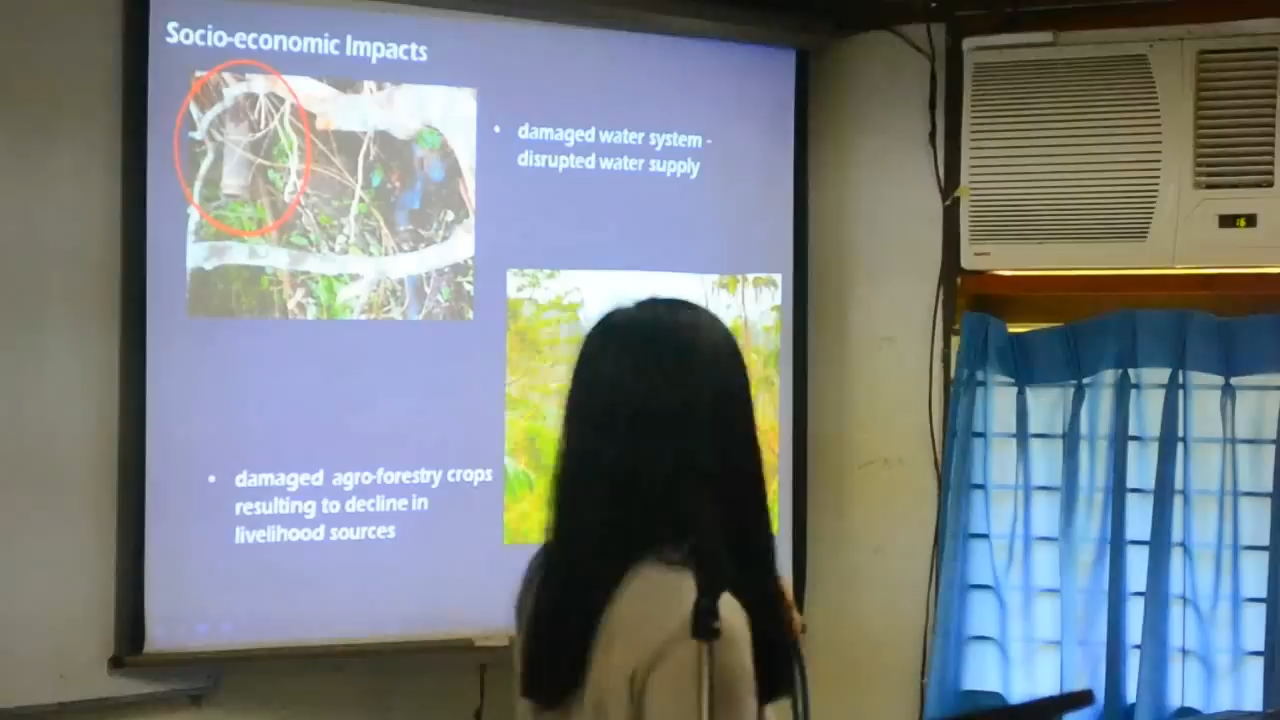 Socio-economic Impacts
• damaged water system -
disrupted water supply
• damaged agro-forestry crops
resulting to decline in
livelihood sources
16